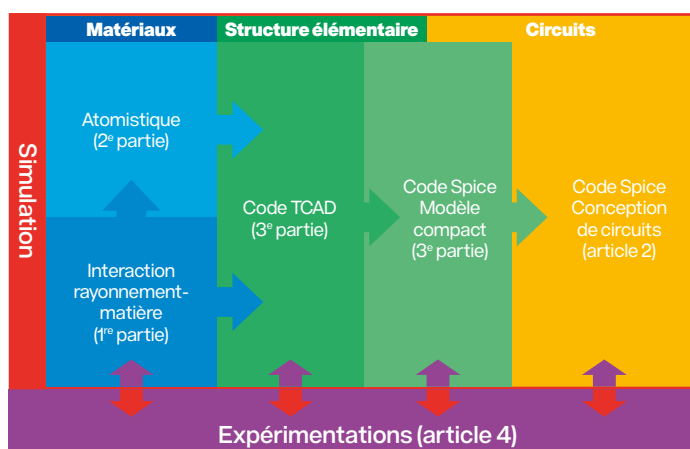 Matériaux
Structure élémentaire
Circuits
Simulation
Atomistique
(2e partie)
Interaction
rayonnement-
matière
(1re partie)
Code TCAD
(3e partie)
Code Spice
Modèle
compact
(3e partie)
Code Spice
Conception
de circuits
(article 2)
Expérimentations (article 4)